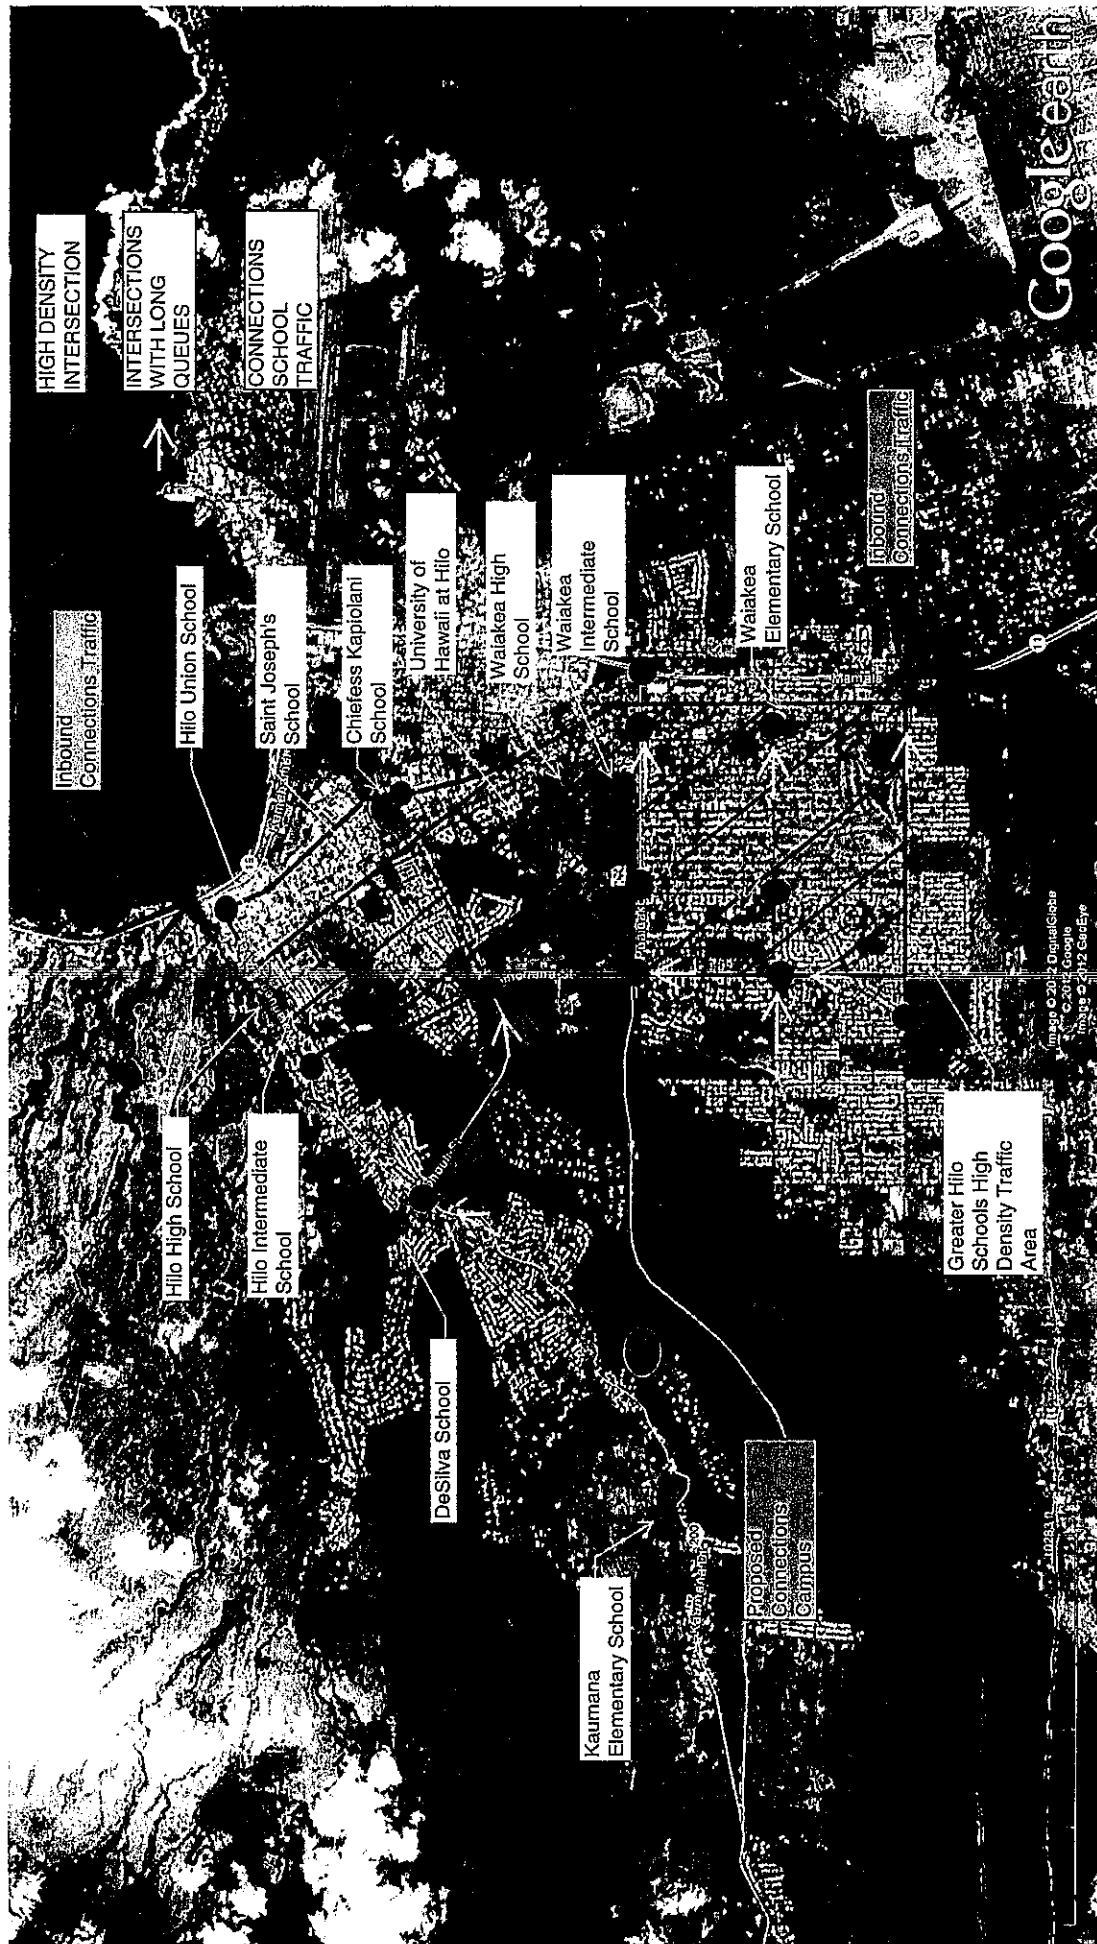 HIGH DENSITY
INTERSECTION
INTERSECTIONS
WITH LONG
QUEUES
CONNECTIONS
SCHOOL
TRAFFIC
Inbound
Connections Traffic
Hilo Union School
Saint Joseph's
School
Chiefess Kapiolani
School
University of
Hawaii at Hilo
Waiakea High
School
Waiakea
Intermediate
School
Waiakea
Elementary School
Inbound
Connections Traffic
Hilo High School
Hilo Intermediate
School
DeSilva School
Kaumana
Elementary School
Proposed
Connections
Campus
Greater Hilo
Schools High
Density Traffic
Area
Image © 2012 DigitalGlobe
© 2012 Google
Image © 2012 GeoEye
Google earth